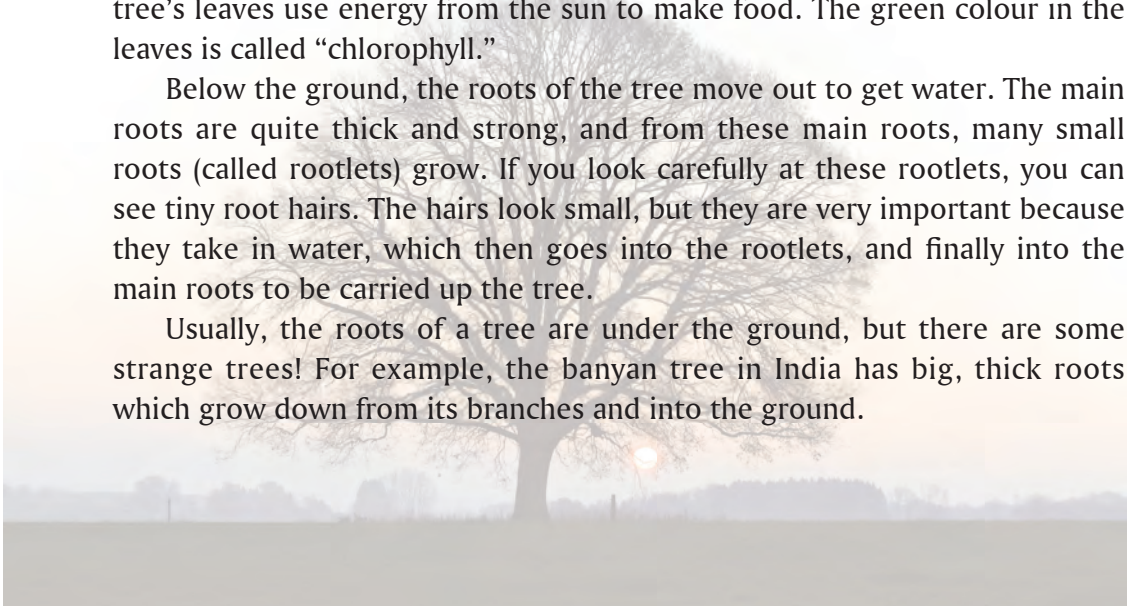 tree's leaves use energy from the sun to make food. The green colour in the
leaves is called “chlorophyll.”
Below the ground, the roots of the tree move out to get water. The main
roots are quite thick and strong, and from these main roots, many small
roots (called rootlets) grow. If you look carefully at these rootlets, you can
see tiny root hairs. The hairs look small, but they are very important because
they take in water, which then goes into the rootlets, and finally into the
main roots to be carried up the tree.
Usually, the roots of a tree are under the ground, but there are some
strange trees! For example, the banyan tree in India has big, thick roots
which grow down from its branches and into the ground.